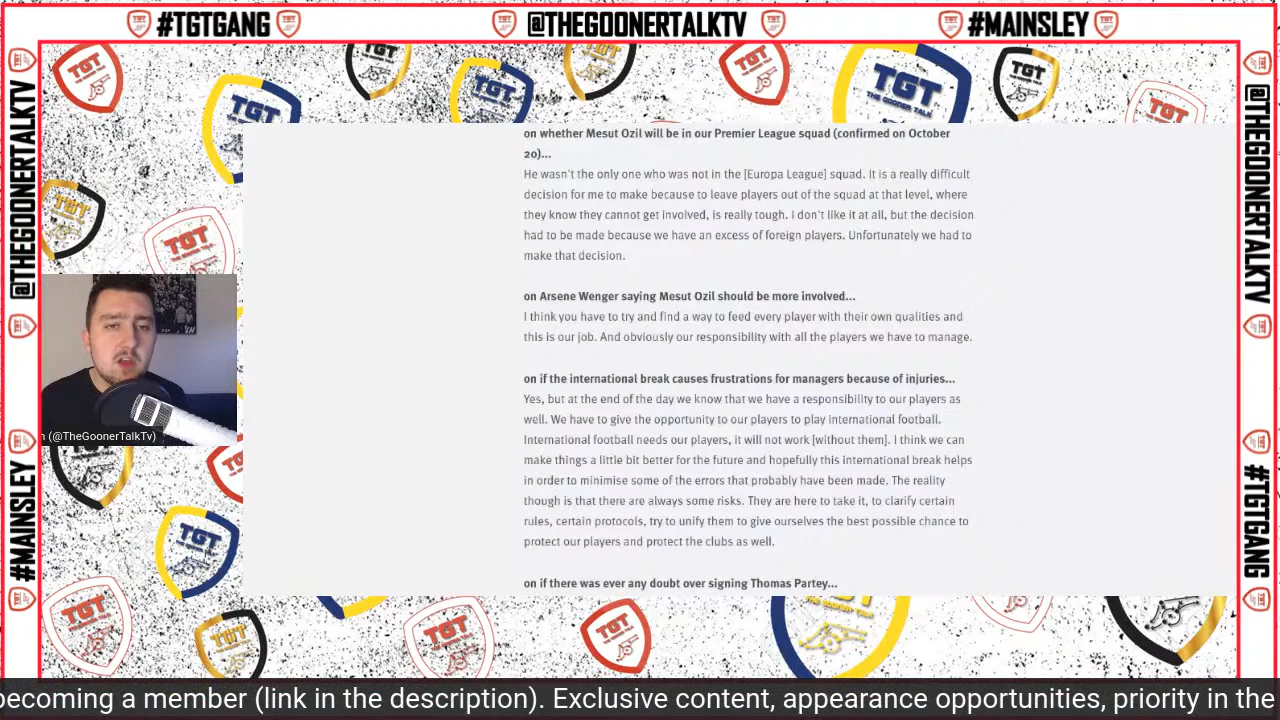 #TGTGANG
@THEGOONERTALKTV
#MAINSLEY
@THEGOONERTALKTV
#MAINSLEY
@THEGOONERTALKTV
#TGTGANG
TGT
THE GOONER TALK
on whether Mesut Ozil will be in our Premier League squad (confirmed on October
20)...
He wasn't the only one who was not in the [Europa League] squad. It is a really difficult
decision for me to make because to leave players out of the squad at that level, where
they know they cannot get involved, is really tough. I don't like it at all, but the decision
had to be made because we have an excess of foreign players. Unfortunately we had to
make that decision.
on Arsene Wenger saying Mesut Ozil should be more involved...
I think you have to try and find a way to feed every player with their own qualities and
this is our job. And obviously our responsibility with all the players we have to manage.
on if the international break causes frustrations for managers because of injuries...
Yes, but at the end of the day we know that we have a responsibility to our players as
well. We have to give the opportunity to our players to play international football.
International football needs our players, it will not work [without them]. I think we can
make things a little bit better for the future and hopefully this international break helps
in order to minimise some of the errors that probably have been made. The reality
though is that there are always some risks. They are here to take it, to clarify certain
rules, certain protocols, try to unify them to give ourselves the best possible chance to
protect our players and protect the clubs as well.
on if there was ever any doubt over signing Thomas Partey...
(@TheGoonerTalkTv)
ecoming a member (link in the description). Exclusive content, appearance opportunities, priority in the